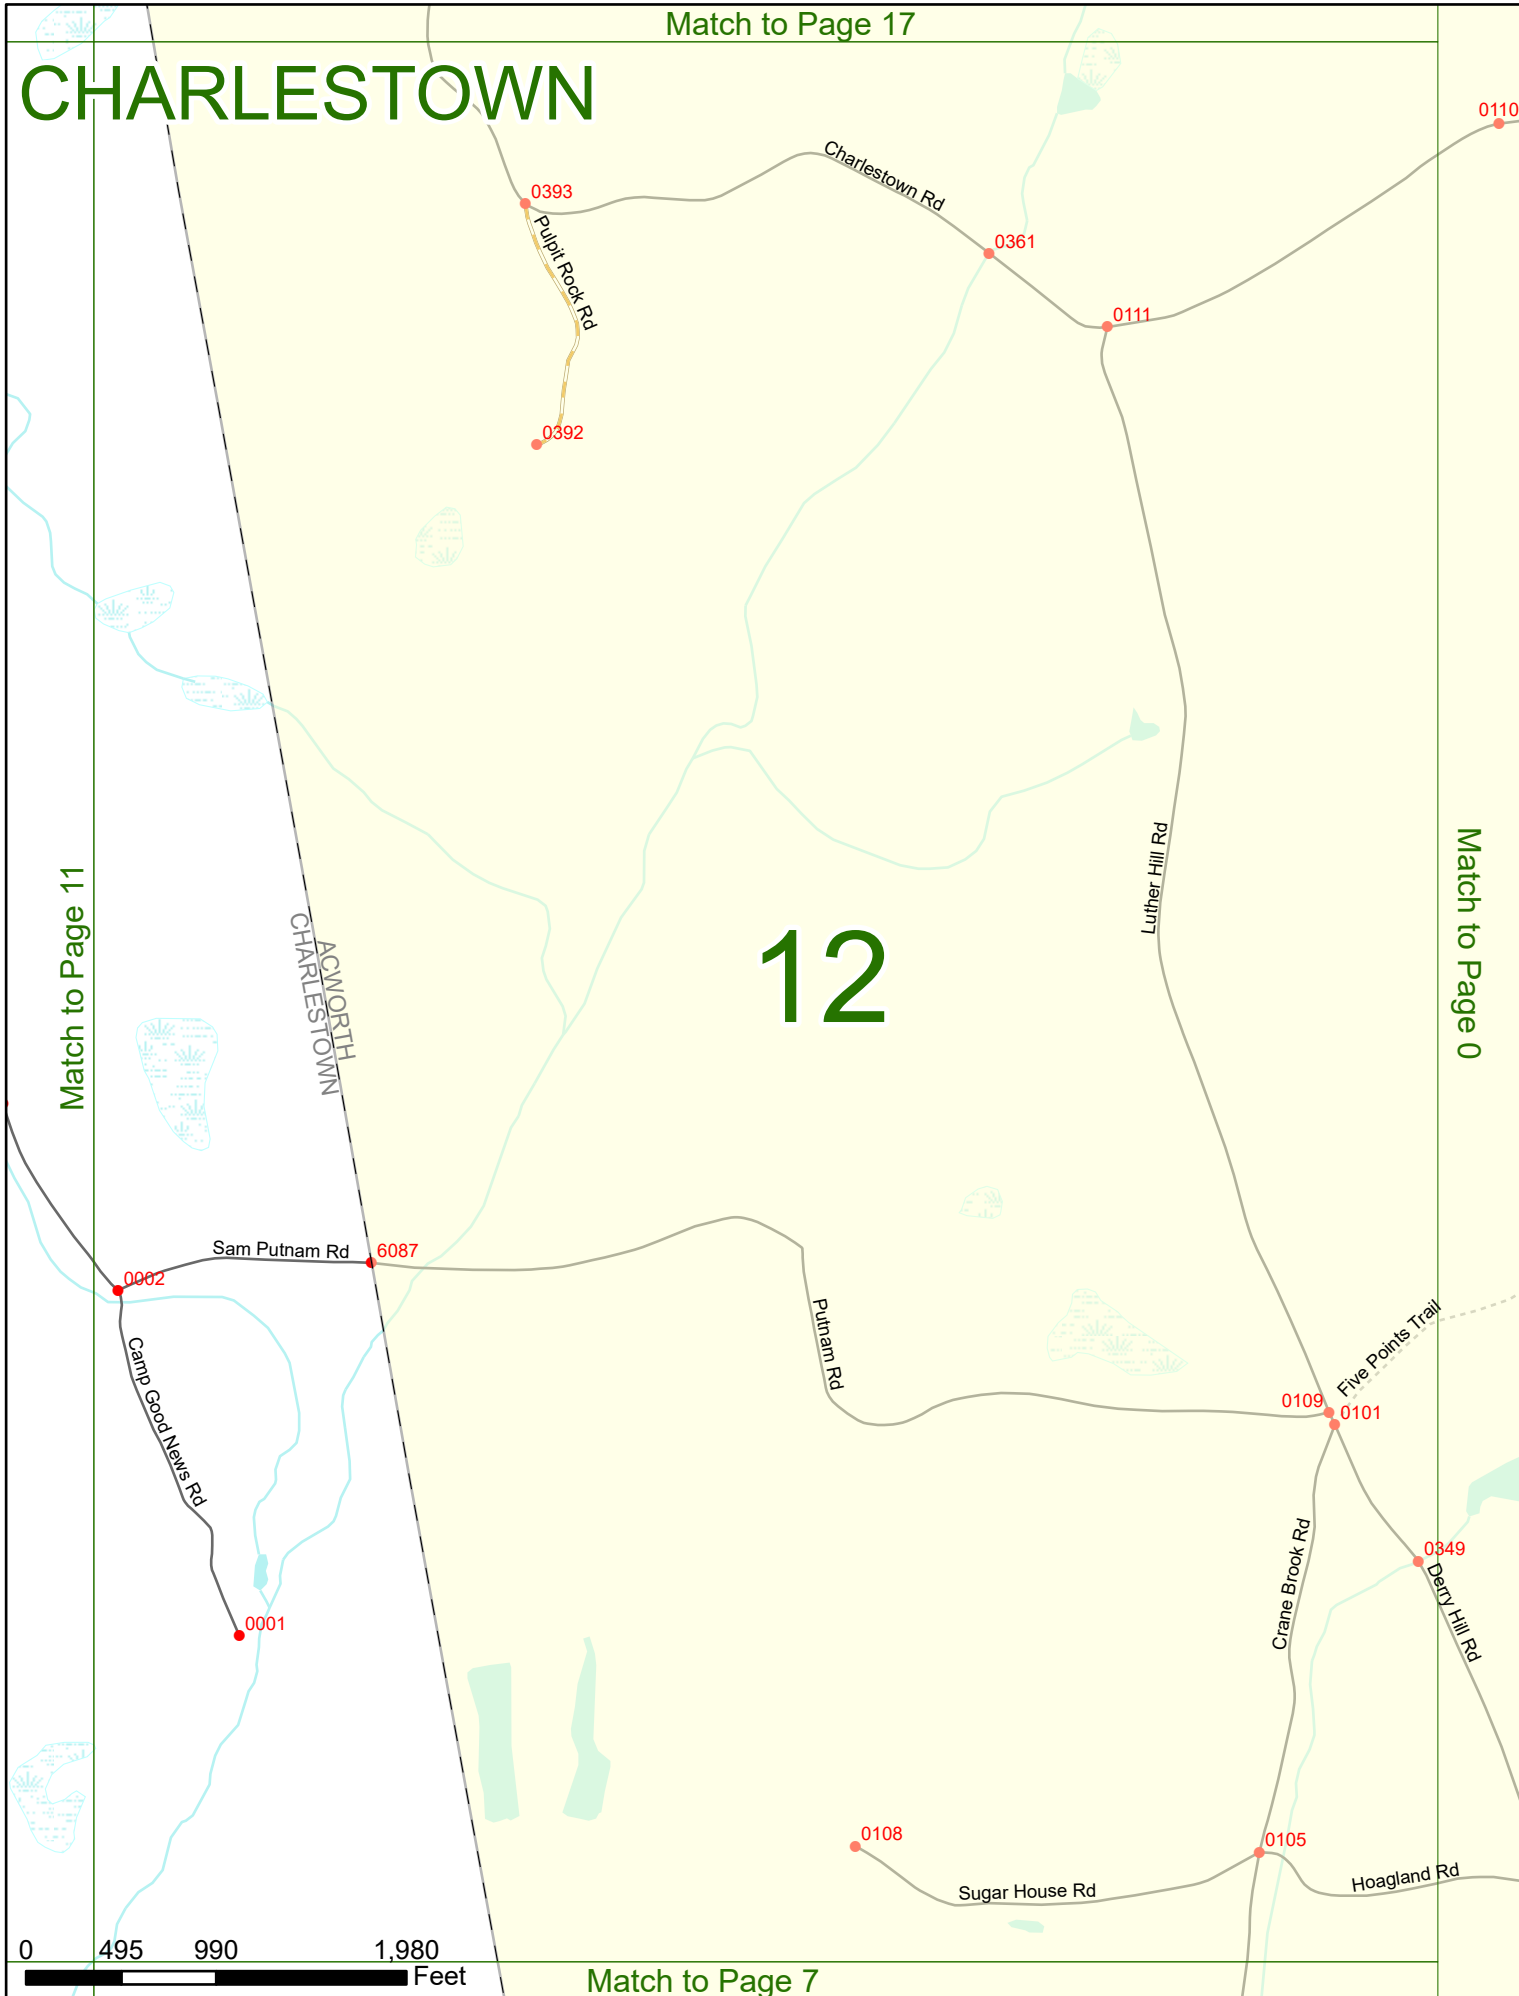 Match to Page 17
CHARLESTOWN
0110
Charlestown Rd
0393
Pulpit Rock Rd
0361
0111
0392
Luther Hill Rd
Match to Page 11
Match to Page 0
ACWORTH
CHARLESTOWN
12
Sam Putnam Rd
6087
0002
Putnam Rd
Five Points Trail
Camp Good News Rd
0109
0101
Crane Brook Rd
0349
Derry Hill Rd
0001
0108
0105
Sugar House Rd
Hoagland Rd
0 495 990 1,980
Feet
Match to Page 7